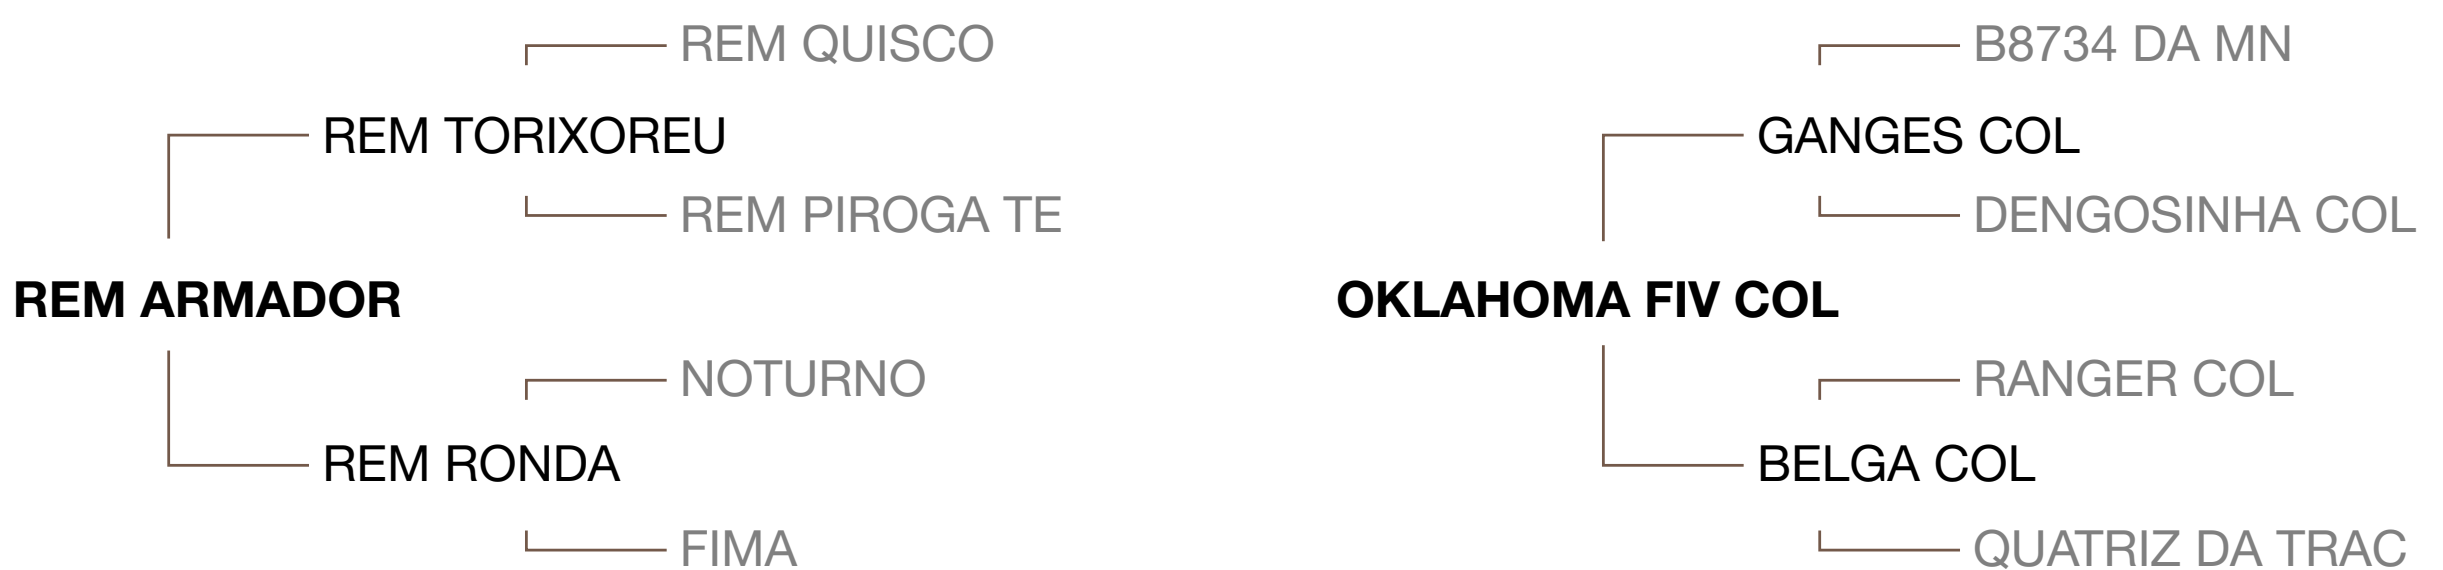 REM QUISCO
REM TORIXOREU
REM PIROGA TE
REM ARMADOR
NOTURNO
REM RONDA
FIMA
B8734 DA MN
GANGES COL
DENGOSINHA COL
OKLAHOMA FIV COL
RANGER COL
BELGA COL
QUATRIZ DA TRAC